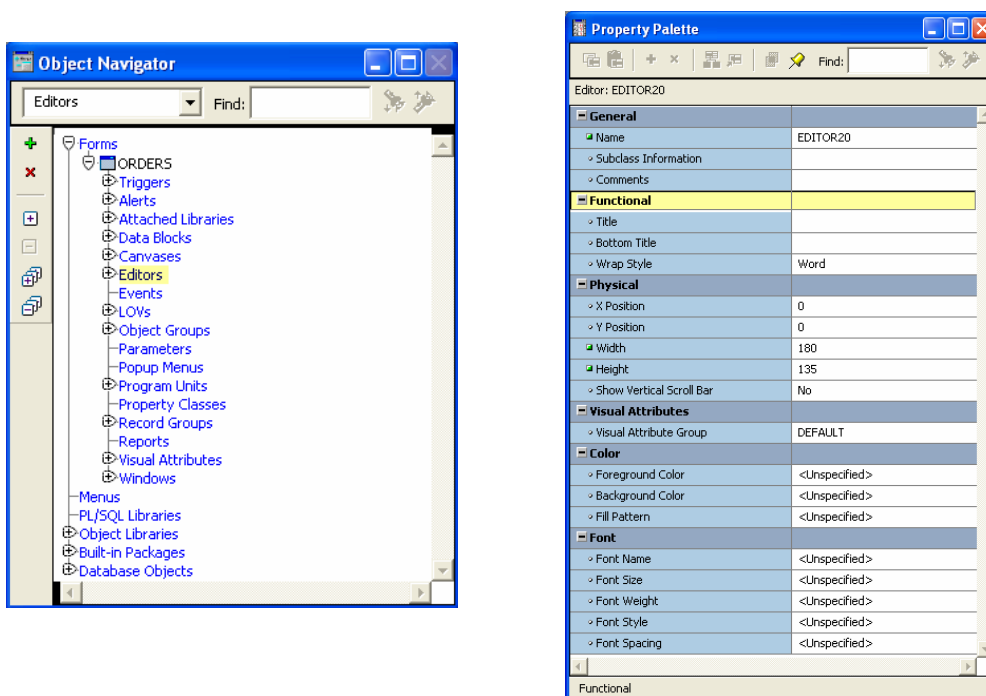 Object Navigator
Editors
Find:
Forms
ORDERS
Triggers
Alerts
Attached Libraries
Data Blocks
Canvases
Editors
Events
LOVs
Object Groups
Parameters
Popup Menus
Program Units
Property Classes
Record Groups
Reports
Visual Attributes
Windows
Menus
PL/SQL Libraries
Object Libraries
Built-in Packages
Database Objects
Property Palette
Find:
Editor: EDITOR20
General
Name EDITOR20
Subclass Information
Comments
Functional
Title
Bottom Title
Wrap Style Word
Physical
X Position 0
Y Position 0
Width 180
Height 135
Show Vertical Scroll Bar No
Visual Attributes
Visual Attribute Group DEFAULT
Color
Foreground Color <Unspecified>
Background Color <Unspecified>
Fill Pattern <Unspecified>
Font
Font Name <Unspecified>
Font Size <Unspecified>
Font Weight <Unspecified>
Font Style <Unspecified>
Font Spacing <Unspecified>
Functional